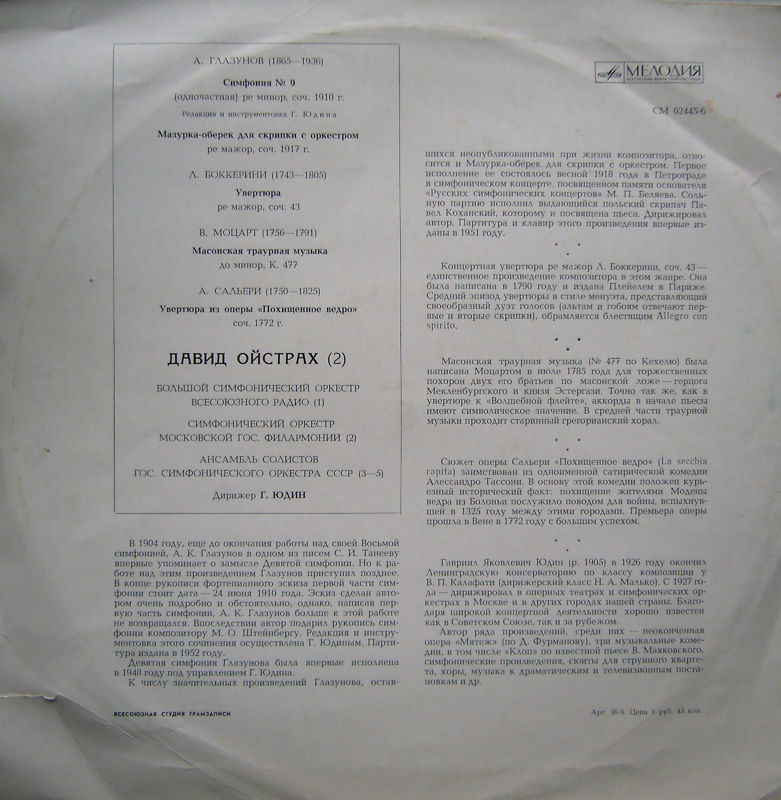 А. ГЛАЗУНОВ (1865—1936)
Симфония № 9
(одночастная) ре минор, соч. 1910 г.
Редакция и инструментовка Г. Юдина
Мазурка-оберек для скрипки с оркестром
ре мажор, соч. 1917 г.
Л. БОККЕРИНИ (1743—1805)
Увертюра
ре мажор, соч. 43
В. МОЦАРТ (1756—1791)
Масонская траурная музыка
до минор, К. 477
А. САЛЬЕРИ (1750—1825)
Увертюра из оперы «Похищенное ведро»
соч. 1772 г.
ДАВИД ОЙСТРАХ (2)
БОЛЬШОЙ СИМФОНИЧЕСКИЙ ОРКЕСТР
ВСЕСОЮЗНОГО РАДИО (1)
СИМФОНИЧЕСКИЙ ОРКЕСТР
МОСКОВСКОЙ ГОС. ФИЛАРМОНИИ (2)
АНСАМБЛЬ СОЛИСТОВ
ГОС. СИМФОНИЧЕСКОГО ОРКЕСТРА СССР (3—5)
Дирижер Г. ЮДИН
В 1904 году, еще до окончания работы над своей Восьмой
симфонией, А. К. Глазунов в одном из писем С. И. Танееву
впервые упоминает о замысле Девятой симфонии. Но к ра-
боте над этим произведением Глазунов приступил позднее.
В конце рукописи фортепианного эскиза первой части сим-
фонии стоит дата — 24 июня 1910 года. Эскиз сделан авто-
ром очень подробно и обстоятельно, однако, написав пер-
вую часть симфонии, А. К. Глазунов больше к этой работе
не возвращался. Впоследствии автор подарил рукопись сим-
фонии композитору М. О. Штейнбергу. Редакция и инстру-
ментовка этого сочинения осуществлена Г. Юдиным. Парти-
тура издана в 1952 году.
Девятая симфония Глазунова была впервые исполнена
в 1948 году под управлением Г. Юдина.
К числу значительных произведений Глазунова, остав-
ВСЕСОЮЗНАЯ СТУДИЯ ГРАМЗАПИСИ
МЕЛОДИЯ
СМ 02445-6
шихся неопубликованными при жизни композитора, отно-
сится и Мазурка-оберек для скрипки с оркестром. Первое
исполнение ее состоялось весной 1918 года в Петрограде
в симфоническом концерте, посвященном памяти основателя
«Русских симфонических концертов» М. П. Беляева. Соль-
ную партию исполнил выдающийся польский скрипач Па-
вел Коханский, которому и посвящена пьеса. Дирижировал
автор. Партитура и клавир этого произведения впервые из-
даны в 1951 году.
* *
*
Концертная увертюра ре мажор Л. Боккерини, соч. 43 —
единственное произведение композитора в этом жанре. Она
была написана в 1790 году и издана Плейелем в Париже.
Средний эпизод увертюры в стиле менуэта, представляющий
своеобразный дуэт голосов (альтам и гобоям отвечают пер-
вые и вторые скрипки), обрамляется блестящим Allegro con
spirito.
* *
*
Масонская траурная музыка (№ 477 по Кехелю) была
написана Моцартом в июле 1785 года для торжественных
похорон двух его братьев по масонской ложе — герцога
Мекленбургского и князя Эстергази. Точно так же, как в
увертюре к «Волшебной флейте», аккорды в начале пьесы
имеют символическое значение. В средней части траурной
музыки проходит старинный грегорианский хорал.
* *
*
Сюжет оперы Сальери «Похищенное ведро» (La secchia
rapita) заимствован из одноименной сатирической комедии
Алессандро Тассони. В основу этой комедии положен курь-
езный исторический факт: похищение жителями Модены
ведра из Болоньи послужило поводом для войны, вспыхнув-
шей в 1325 году между этими городами. Премьера оперы
прошла в Вене в 1772 году с большим успехом.
* *
*
Гавриил Яковлевич Юдин (р. 1905) в 1926 году окончил
Ленинградскую консерваторию по классу композиции у
В. П. Калафати (дирижерский класс Н. А. Малько). С 1927 го-
да — дирижировал в оперных театрах и симфонических ор-
кестрах в Москве и в других городах нашей страны. Благо-
даря широкой концертной деятельности хорошо известен
как в Советском Союзе, так и за рубежом.
Автор ряда произведений, среди них — неоконченная
опера «Мятеж» (по Д. Фурманову), три музыкальные коме-
дии, в том числе «Клоп» по известной пьесе В. Маяковского,
симфонические произведения, сюиты для струнного кварте-
та, хоры, музыка к драматическим и телевизионным поста-
новкам и др.
Арт. 36-8. Цена 1 руб. 45 коп.